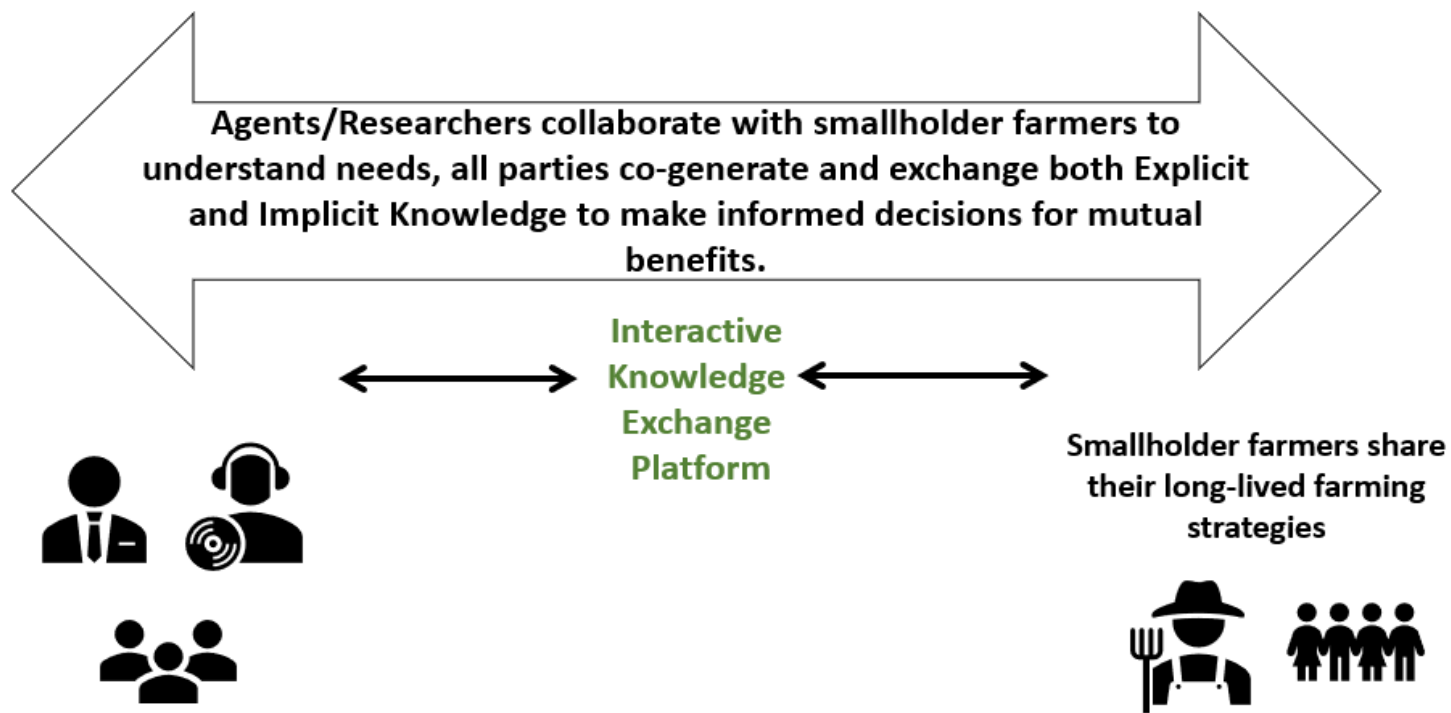 Agents/Researchers collaborate with smallholder farmers to
understand needs, all parties co-generate and exchange both Explicit
and Implicit Knowledge to make informed decisions for mutual
benefits.
Interactive
Knowledge
Exchange
Platform
Smallholder farmers share
their long-lived farming
strategies